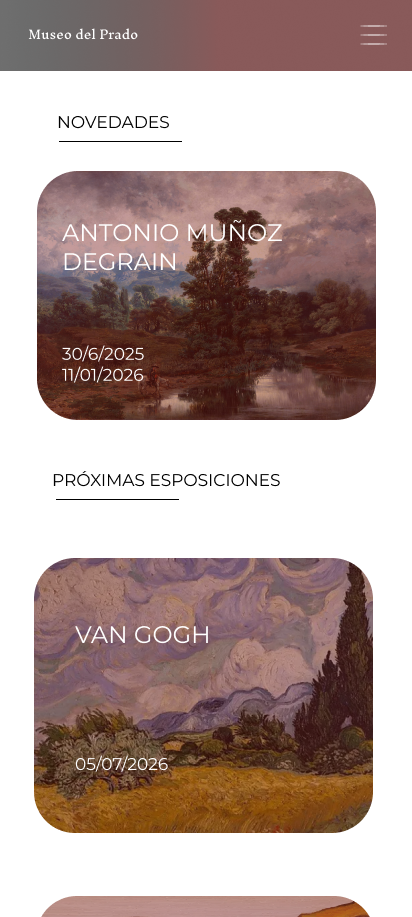 Museo del Prado
NOVEDADES
ANTONIO MUÑOZ
DEGRAIN
30/6/2025
11/01/2026
PRÓXIMAS ESPOSICIONES
VAN GOGH
05/07/2026